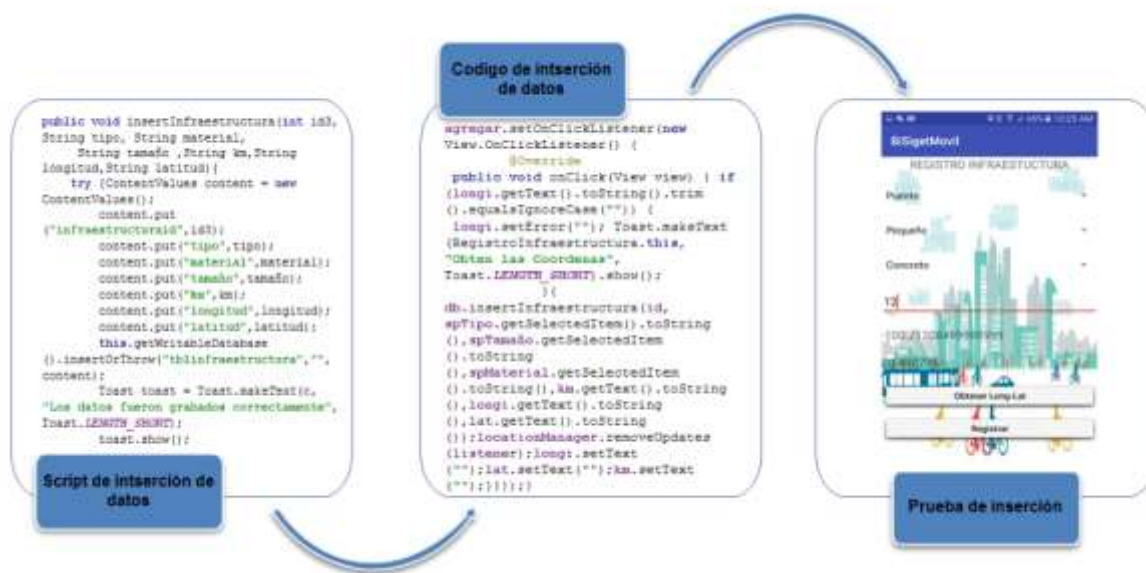 public void insertInfraestructura(int id3,
String tipo, String material,
String tamaño ,String km,String
longitud,String latitud){
try {ContentValues content = new
ContentValues();
content.put
("infraestructuraid",id3);
content.put("tipo",tipo);
content.put("material",material);
content.put("tamaño",tamaño);
content.put("km",km);
content.put("longitud",longitud);
content.put("latitud",latitud);
this.getWritableDatabase
().insertOrThrow("tblinfraestructura","",
content);
Toast toast = Toast.makeText(c,
"Los datos fueron grabados correctamente",
Toast.LENGTH_SHORT);
toast.show();
Script de intserción de
datos
Codigo de intserción
de datos
agregar.setOnClickListener(new
View.OnClickListener() {
@Override
public void onClick(View view) { if
(longi.getText().toString().trim
().equalsIgnoreCase("")) {
longi.setError(""); Toast.makeText
(RegistroInfraestructura.this,
"Obten las Coordenas",
Toast.LENGTH_SHORT).show();
}{
db.insertInfraestructura(id,
spTipo.getSelectedItem().toString
(),spTamaño.getSelectedItem
().toString
(),spMaterial.getSelectedItem
().toString(),km.getText().toString
(),longi.getText().toString
(),lat.getText().toString
());locationManager.removeUpdates
(listener);longi.setText
("");lat.setText("");km.setText
("");}});}
10:25 AM
BISigetMovil
REGISTRO INFRAESTUCTURA
Puente
Pequeño
Concreto
12
Obtener Long-Lat
Registrar
Prueba de inserción